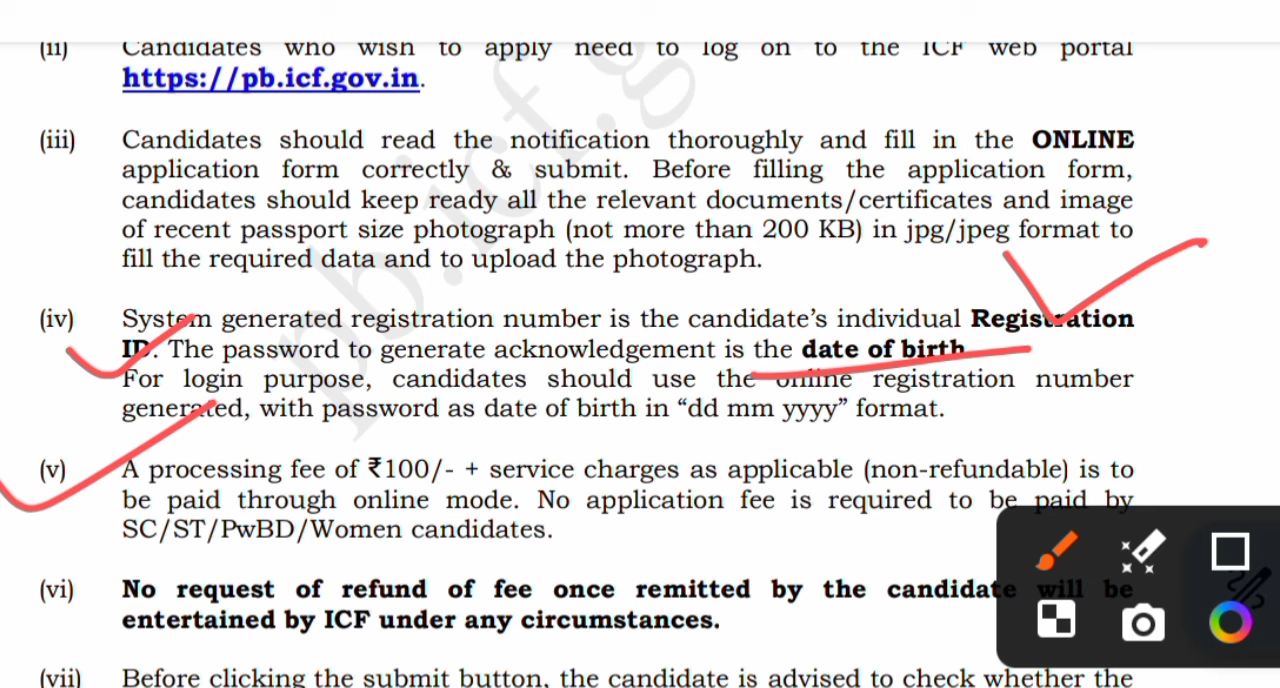 (ii) Candidates who wish to apply need to log on to the ICF web portal
https://pb.icf.gov.in.
(iii) Candidates should read the notification thoroughly and fill in the ONLINE
application form correctly & submit. Before filling the application form,
candidates should keep ready all the relevant documents/certificates and image
of recent passport size photograph (not more than 200 KB) in jpg/jpeg format to
fill the required data and to upload the photograph.
(iv) System generated registration number is the candidate's individual Registration
ID. The password to generate acknowledgement is the date of birth
For login purpose, candidates should use the online registration number
generated, with password as date of birth in "dd mm yyyy" format.
(v) A processing fee of ₹100/- + service charges as applicable (non-refundable) is to
be paid through online mode. No application fee is required to be paid by
SC/ST/PwBD/Women candidates.
(vi) No request of refund of fee once remitted by the candidate will be
entertained by ICF under any circumstances.
(vii) Before clicking the submit button, the candidate is advised to check whether the
pb.icf.g